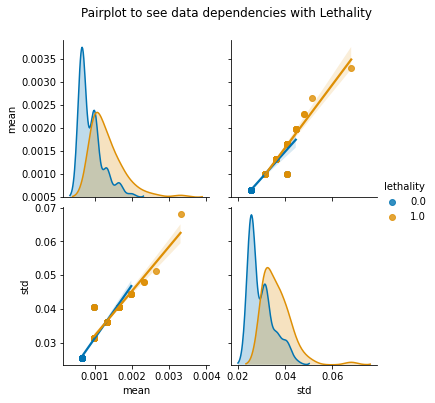 Pairplot to see data dependencies with Lethality
0.0035
0.0030
0.0025
0.0020
0.0015
0.0010
0.0005
mean
lethality
0.0
1.0
0.07
0.06
0.05
0.04
0.03
std
0.001 0.002 0.003 0.004
mean
0.02 0.04 0.06
std